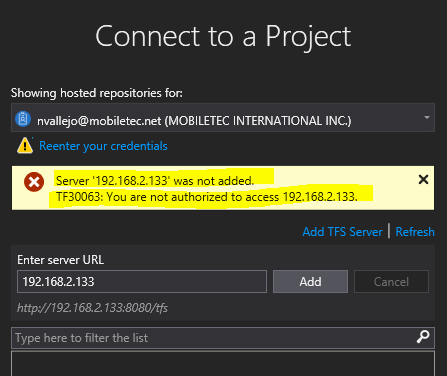 Connect to a Project
Showing hosted repositories for:
nvallejo@mobiletec.net (MOBILETEC INTERNATIONAL INC.)
Reenter your credentials
Server '192.168.2.133' was not added.
TF30063: You are not authorized to access 192.168.2.133.
Add TFS Server | Refresh
Enter server URL
192.168.2.133 Add Cancel
http://192.168.2.133:8080/tfs
Type here to filter the list